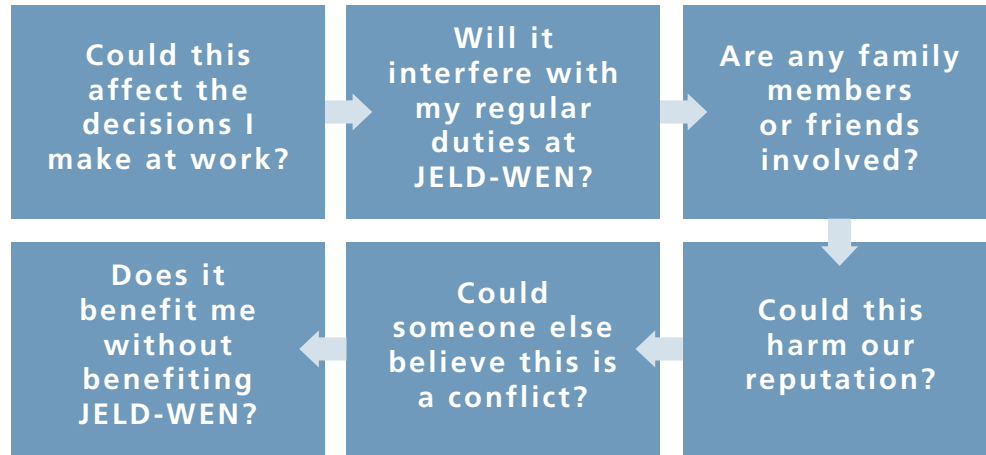 Could this
affect the
decisions I
make at work?
Will it
interfere with
my regular
duties at
JELD-WEN?
Are any family
members
or friends
involved?
Could this
harm our
reputation?
Could
someone else
believe this is
a conflict?
Does it
benefit me
without
benefiting
JELD-WEN?